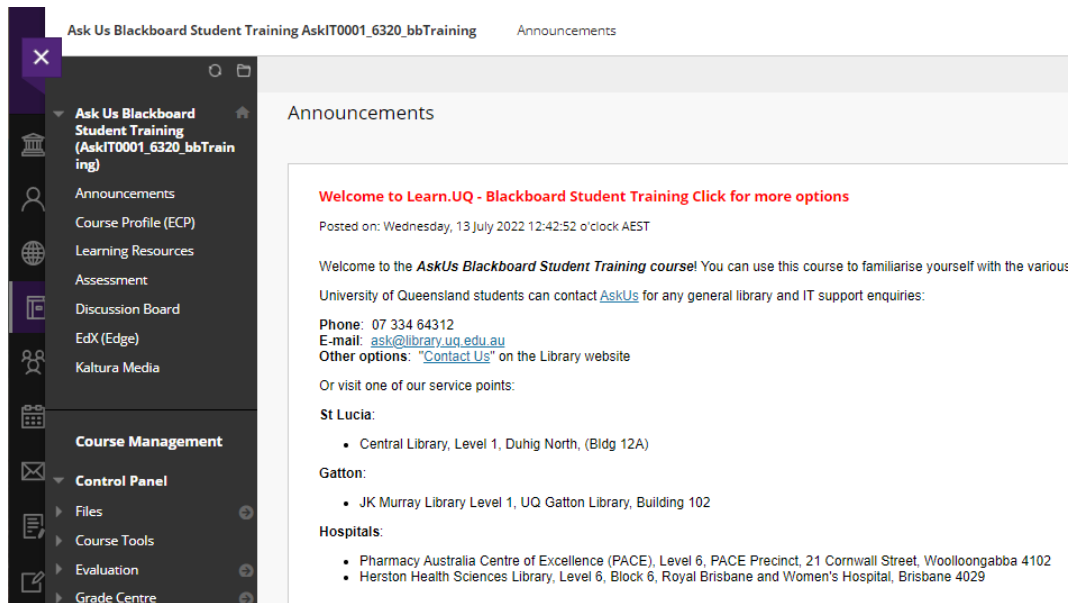 Ask Us Blackboard Student Training AskIT0001_6320_bbTraining Announcements
Ask Us Blackboard
Student Training
(AskIT0001_6320_bbTrain
ing)
Announcements
Course Profile (ECP)
Learning Resources
Assessment
Discussion Board
EdX (Edge)
Kaltura Media
Course Management
Control Panel
Files
Course Tools
Evaluation
Grade Centre
Announcements
Welcome to Learn.UQ - Blackboard Student Training Click for more options
Posted on: Wednesday, 13 July 2022 12:42:52 o'clock AEST
Welcome to the AskUs Blackboard Student Training course! You can use this course to familiarise yourself with the various
University of Queensland students can contact AskUs for any general library and IT support enquiries:
Phone: 07 334 64312
E-mail: ask@library.uq.edu.au
Other options: "Contact Us" on the Library website
Or visit one of our service points:
St Lucia:
• Central Library, Level 1, Duhig North, (Bldg 12A)
Gatton:
• JK Murray Library Level 1, UQ Gatton Library, Building 102
Hospitals:
• Pharmacy Australia Centre of Excellence (PACE), Level 6, PACE Precinct, 21 Cornwall Street, Woolloongabba 4102
• Herston Health Sciences Library, Level 6, Block 6, Royal Brisbane and Women's Hospital, Brisbane 4029